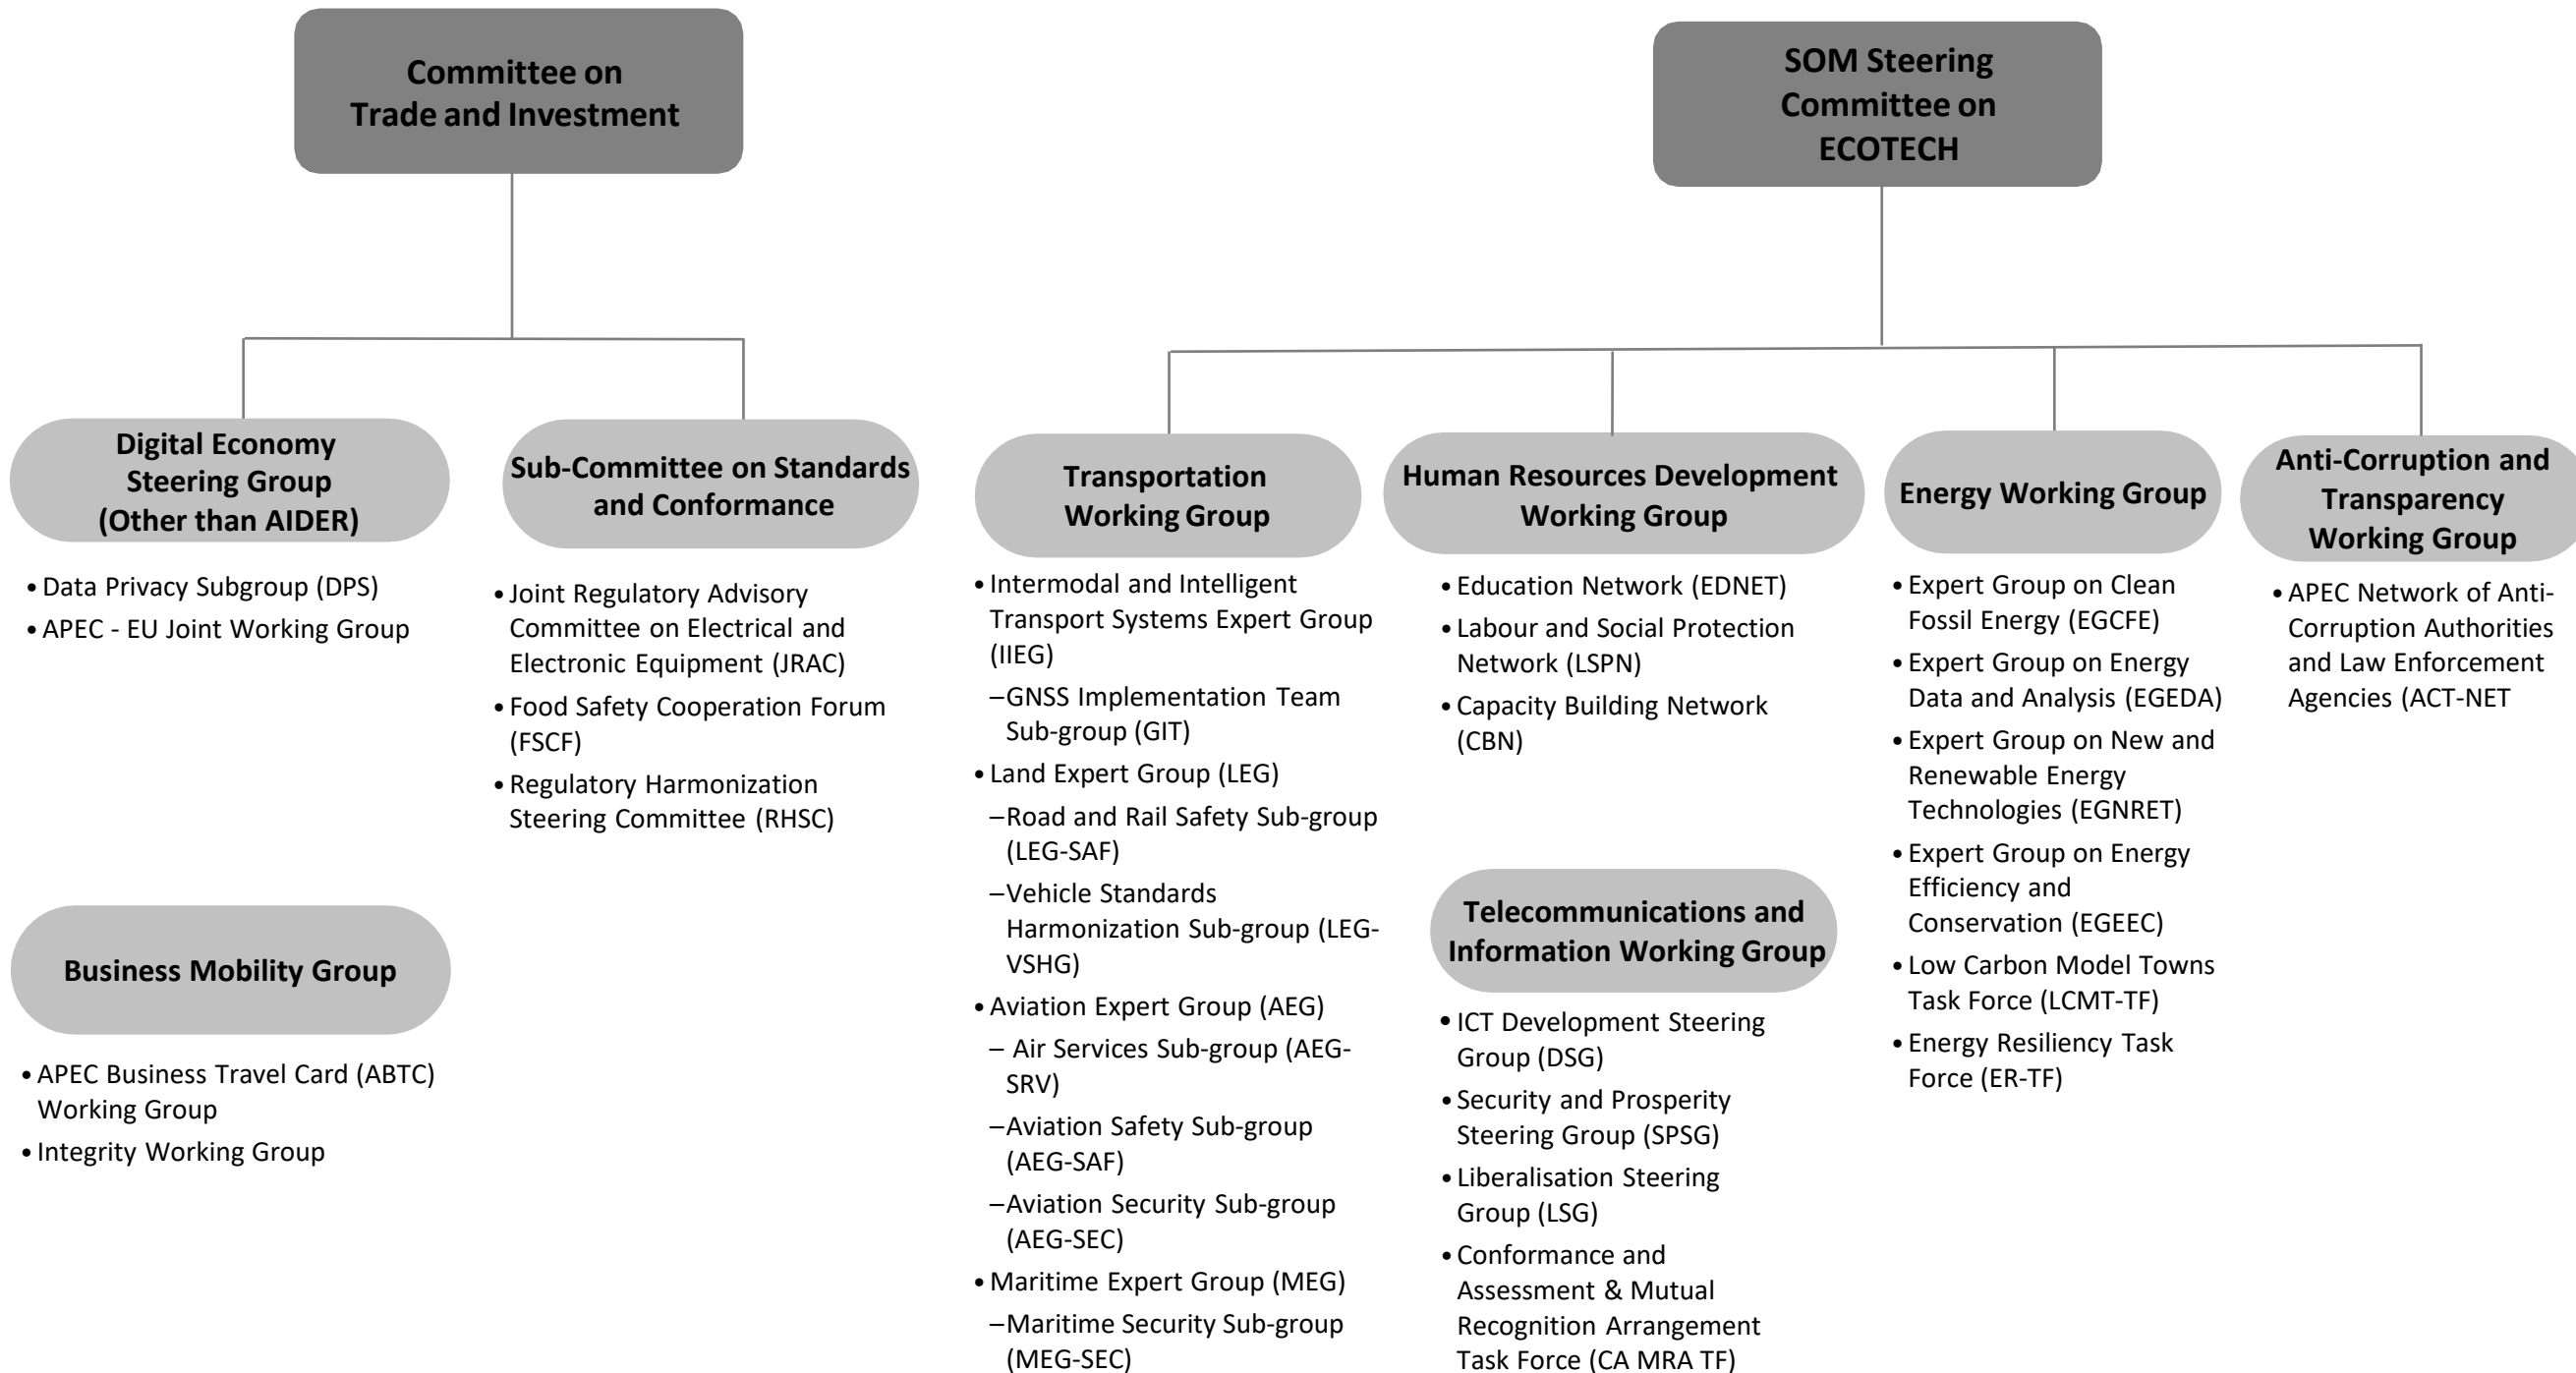 Committee on
Trade and Investment
SOM Steering
Committee on
ECOTECH
Digital Economy
Steering Group
(Other than AIDER)
• Data Privacy Subgroup (DPS)
• APEC - EU Joint Working Group
Business Mobility Group
• APEC Business Travel Card (ABTC)
Working Group
• Integrity Working Group
Sub-Committee on Standards
and Conformance
• Joint Regulatory Advisory
Committee on Electrical and
Electronic Equipment (JRAC)
• Food Safety Cooperation Forum
(FSCF)
• Regulatory Harmonization
Steering Committee (RHSC)
Transportation
Working Group
• Intermodal and Intelligent
Transport Systems Expert Group
(IIEG)
–GNSS Implementation Team
Sub-group (GIT)
• Land Expert Group (LEG)
–Road and Rail Safety Sub-group
(LEG-SAF)
–Vehicle Standards
Harmonization Sub-group (LEG-
VSHG)
• Aviation Expert Group (AEG)
– Air Services Sub-group (AEG-
SRV)
–Aviation Safety Sub-group
(AEG-SAF)
–Aviation Security Sub-group
(AEG-SEC)
• Maritime Expert Group (MEG)
–Maritime Security Sub-group
(MEG-SEC)
Human Resources Development
Working Group
• Education Network (EDNET)
• Labour and Social Protection
Network (LSPN)
• Capacity Building Network
(CBN)
Telecommunications and
Information Working Group
• ICT Development Steering
Group (DSG)
• Security and Prosperity
Steering Group (SPSG)
• Liberalisation Steering
Group (LSG)
• Conformance and
Assessment & Mutual
Recognition Arrangement
Task Force (CA MRA TF)
Energy Working Group
• Expert Group on Clean
Fossil Energy (EGCFE)
• Expert Group on Energy
Data and Analysis (EGEDA)
• Expert Group on New and
Renewable Energy
Technologies (EGNRET)
• Expert Group on Energy
Efficiency and
Conservation (EGEEC)
• Low Carbon Model Towns
Task Force (LCMT-TF)
• Energy Resiliency Task
Force (ER-TF)
Anti-Corruption and
Transparency
Working Group
• APEC Network of Anti-
Corruption Authorities
and Law Enforcement
Agencies (ACT-NET